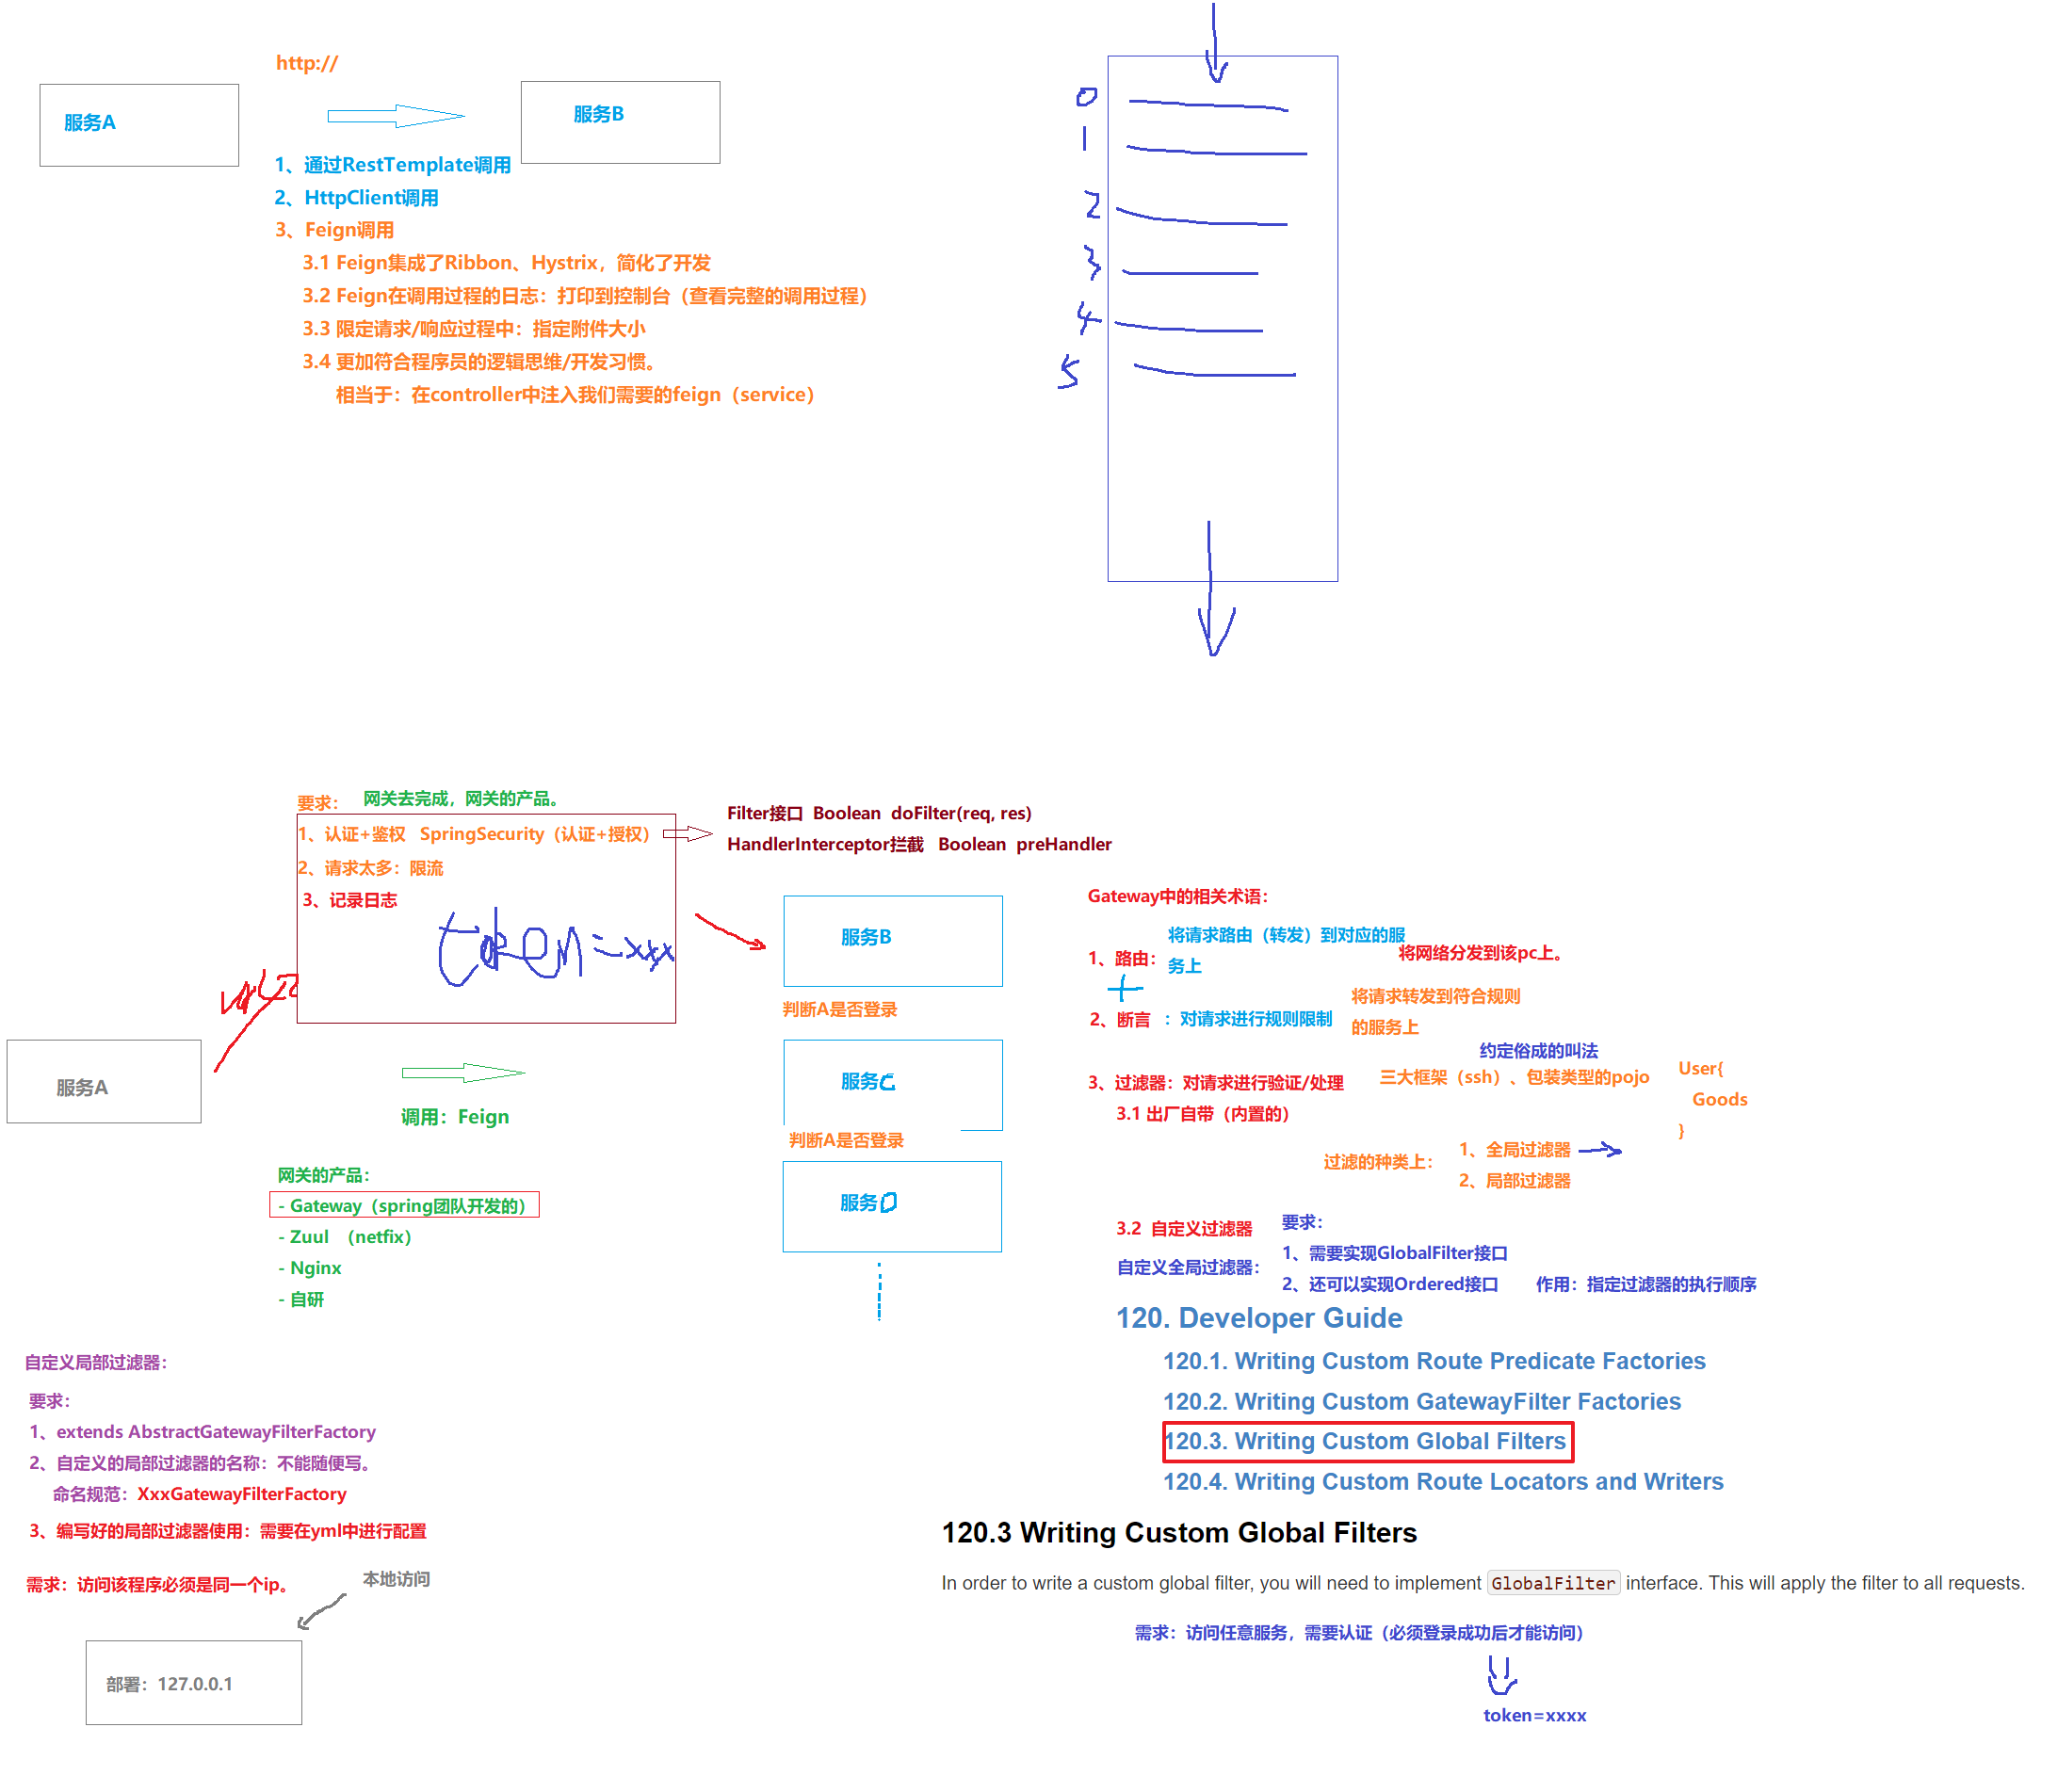 http://
服务A
服务B
1、通过RestTemplate调用
2、HttpClient调用
3、Feign调用
3.1 Feign集成了Ribbon、Hystrix，简化了开发
3.2 Feign在调用过程的日志：打印到控制台（查看完整的调用过程）
3.3 限定请求/响应过程中：指定附件大小
3.4 更加符合程序员的逻辑思维/开发习惯。
相当于：在controller中注入我们需要的feign（service）
0
1
2
3
4
5
要求：
网关去完成，网关的产品。
1、认证+鉴权 SpringSecurity（认证+授权）
2、请求太多：限流
3、记录日志
token=xxx
Filter接口 Boolean doFilter(req, res)
HandlerInterceptor拦截 Boolean preHandler
服务B
判断A是否登录
服务C
判断A是否登录
服务D
服务A
调用：Feign
网关的产品：
- Gateway（spring团队开发的）
- Zuul （netfix）
- Nginx
- 自研
Gateway中的相关术语：
1、路由：
将请求路由（转发）到对应的服
务上
将网络分发到该pc上。
+
2、断言 ：对请求进行规则限制
将请求转发到符合规则
的服务上
约定俗成的叫法
3、过滤器：对请求进行验证/处理
三大框架（ssh）、包装类型的pojo
User{
Goods
}
3.1 出厂自带（内置的）
过滤的种类上：
1、全局过滤器
2、局部过滤器
3.2 自定义过滤器
自定义全局过滤器：
要求：
1、需要实现GlobalFilter接口
2、还可以实现Ordered接口 作用：指定过滤器的执行顺序
120. Developer Guide
120.1. Writing Custom Route Predicate Factories
120.2. Writing Custom GatewayFilter Factories
120.3. Writing Custom Global Filters
120.4. Writing Custom Route Locators and Writers
120.3 Writing Custom Global Filters
In order to write a custom global filter, you will need to implement GlobalFilter interface. This will apply the filter to all requests.
需求：访问任意服务，需要认证（必须登录成功后才能访问）
token=xxxx
自定义局部过滤器：
要求：
1、extends AbstractGatewayFilterFactory
2、自定义的局部过滤器的名称：不能随便写。
命名规范：XxxGatewayFilterFactory
3、编写好的局部过滤器使用：需要在yml中进行配置
需求：访问该程序必须是同一个ip。
本地访问
部署：127.0.0.1